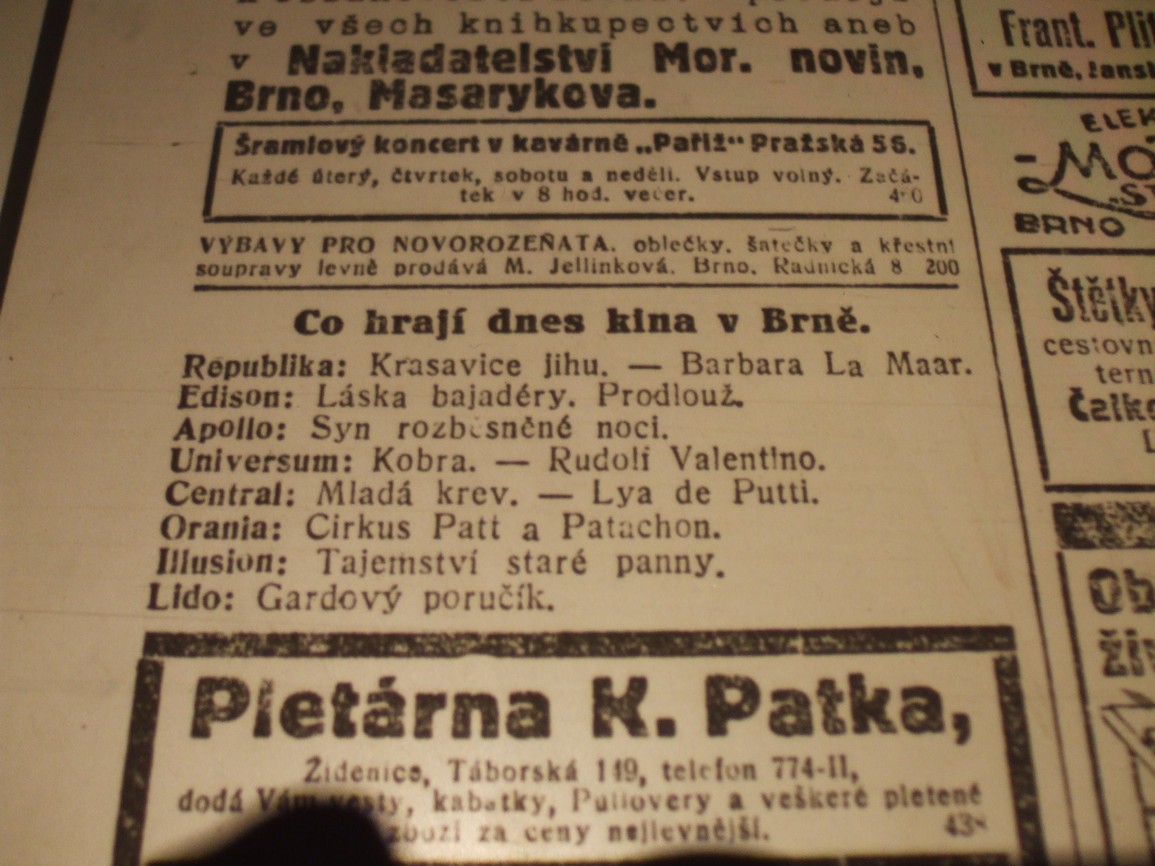 ve všech knihkupectvích aneb
v Nakladatelství Mor. novin,
Brno, Masarykova.
Šramlový koncert v kavárně „Paříž“ Pražská 56.
Každé úterý, čtvrtek, sobotu a neděli. Vstup volný. Začá-
tek v 8 hod. večer.
VÝBAVY PRO NOVOROZEŇATA. oblečky. šatečky a křestní
soupravy levně prodává M. Jellinková. Brno. Radnická 8 200
Co hrají dnes kina v Brně.
Republika: Krasavice jihu. — Barbara La Maar.
Edison: Láska bajadéry. Prodlouž.
Apollo: Syn rozběsněné noci.
Universum: Kobra. — Rudolf Valentino.
Central: Mladá krev. — Lya de Putti.
Orania: Cirkus Patt a Patachon.
Illusion: Tajemství staré panny.
Lido: Gardový poručík.
Pletárna K. Patka,
Židenice, Táborská 149, telefon 774-II,
dodá Vám vesty, kabátky, Pullovery a veškeré pletené
zboží za ceny nejlevnější.
Frant.
v Brně,
BRNO